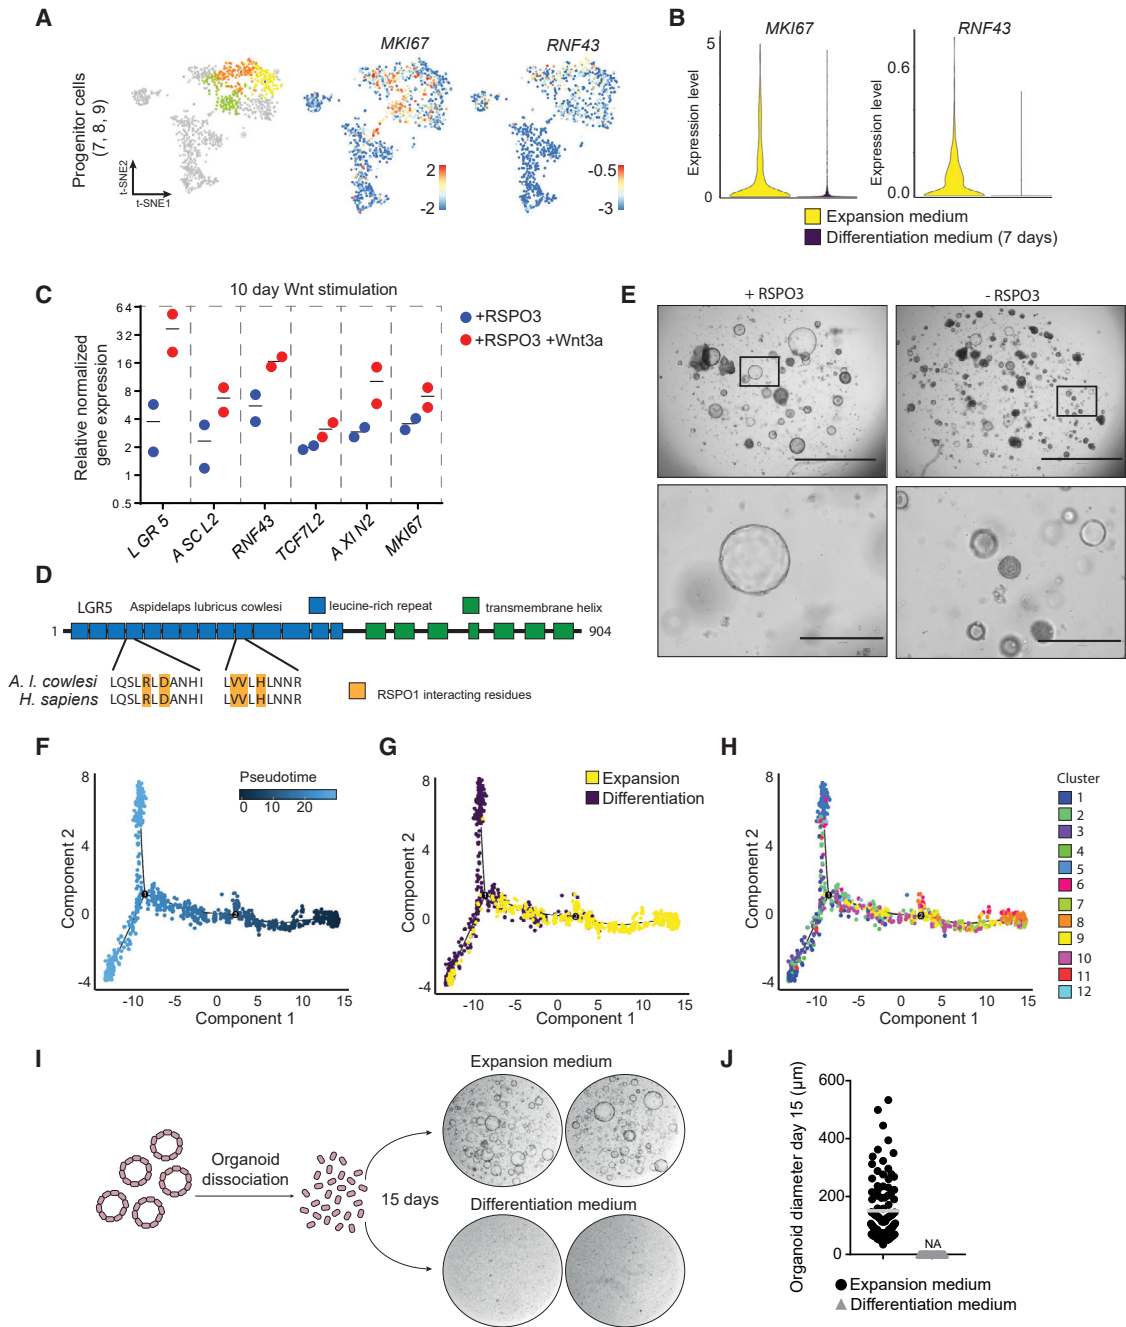 A
MKI67
RNF43
Progenitor cells
(7, 8, 9)
t-SNE2
t-SNE1
2
-2
-0.5
-3
B
MKI67
RNF43
Expression level
5
0
Expression level
0.6
0.0
Expression medium
Differentiation medium (7 days)
C
10 day Wnt stimulation
Relative normalized
gene expression
64
32
16
8
4
2
1
0.5
LGR5
ASCL2
RNF43
TCF7L2
AXIN2
MKI67
+RSPO3
+RSPO3 +Wnt3a
D
LGR5 Aspidelaps lubricus cowlesi
leucine-rich repeat
transmembrane helix
1
904
A. l. cowlesi LQSLRLDANHI LVVLHLNNR
H. sapiens LQSLRLDANHI LVVLHLNNR
RSPO1 interacting residues
E
+ RSPO3
- RSPO3
F
Pseudotime
0 10 20
Component 2
8
4
0
-4
-10 -5 0 5 10 15
Component 1
G
Expansion
Differentiation
Component 2
8
4
0
-4
-10 -5 0 5 10 15
Component 1
H
Component 2
8
4
0
-4
-10 -5 0 5 10 15
Component 1
Cluster
1
2
3
4
5
6
7
8
9
10
11
12
I
Organoid
dissociation
15 days
Expansion medium
Differentiation medium
J
Organoid diameter day 15 (µm)
600
400
200
0
NA
Expansion medium
Differentiation medium